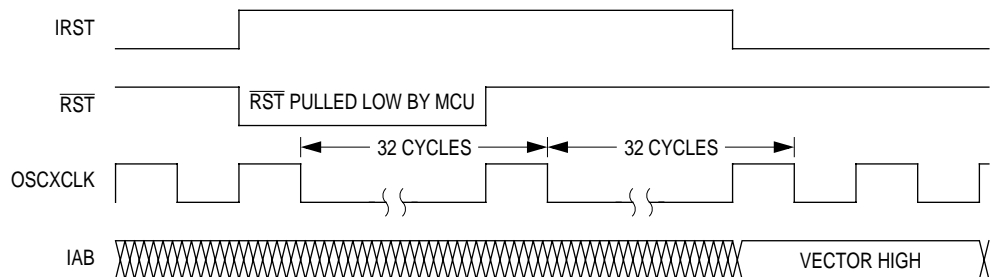 IRST
RST
RST PULLED LOW BY MCU
32 CYCLES
32 CYCLES
OSCXCLK
IAB
VECTOR HIGH